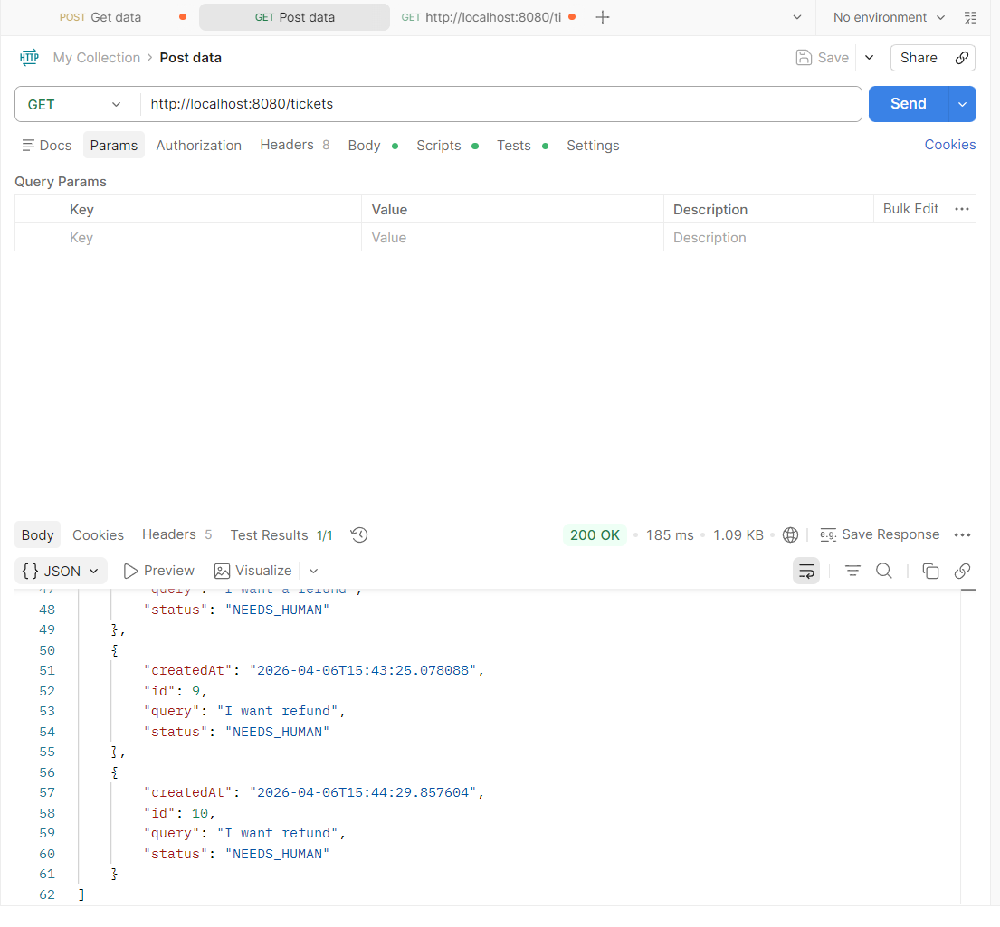 POST Get data GET Post data GET http://localhost:8080/ti No environment
HTTP My Collection > Post data Save Share
GET http://localhost:8080/tickets Send
Docs Params Authorization Headers 8 Body Scripts Tests Settings Cookies
Query Params
Key Value Description Bulk Edit ...
Key Value Description
Body Cookies Headers 5 Test Results 1/1 200 OK 185 ms 1.09 KB e.g. Save Response ...
{} JSON Preview Visualize
47 "query": "I want a refund",
48 "status": "NEEDS_HUMAN"
49 },
50 {
51 "createdAt": "2026-04-06T15:43:25.078088",
52 "id": 9,
53 "query": "I want refund",
54 "status": "NEEDS_HUMAN"
55 },
56 {
57 "createdAt": "2026-04-06T15:44:29.857604",
58 "id": 10,
59 "query": "I want refund",
60 "status": "NEEDS_HUMAN"
61 }
62 ]